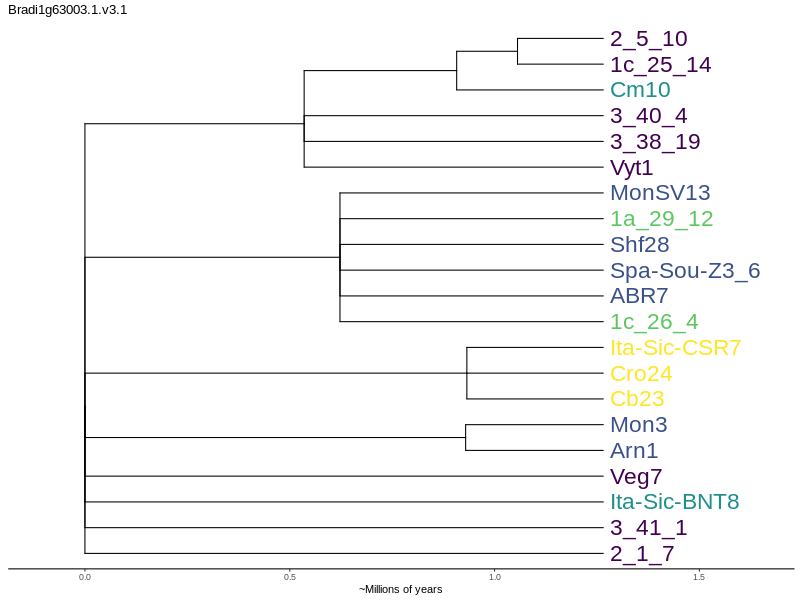 Bradi1g63003.1.v3.1
2_5_10
1c_25_14
Cm10
3_40_4
3_38_19
Vyt1
MonSV13
1a_29_12
Shf28
Spa-Sou-Z3_6
ABR7
1c_26_4
Ita-Sic-CSR7
Cro24
Cb23
Mon3
Arn1
Veg7
Ita-Sic-BNT8
3_41_1
2_1_7
0.0 0.5 1.0 1.5
~Millions of years